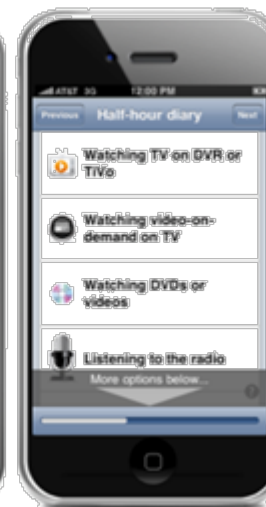 AT&T 3G 12:00 PM
Previous Half-hour diary Next
Watching TV on DVR or
TiVo
Watching video-on-
demand on TV
Watching DVDs or
videos
Listening to the radio
More options below...